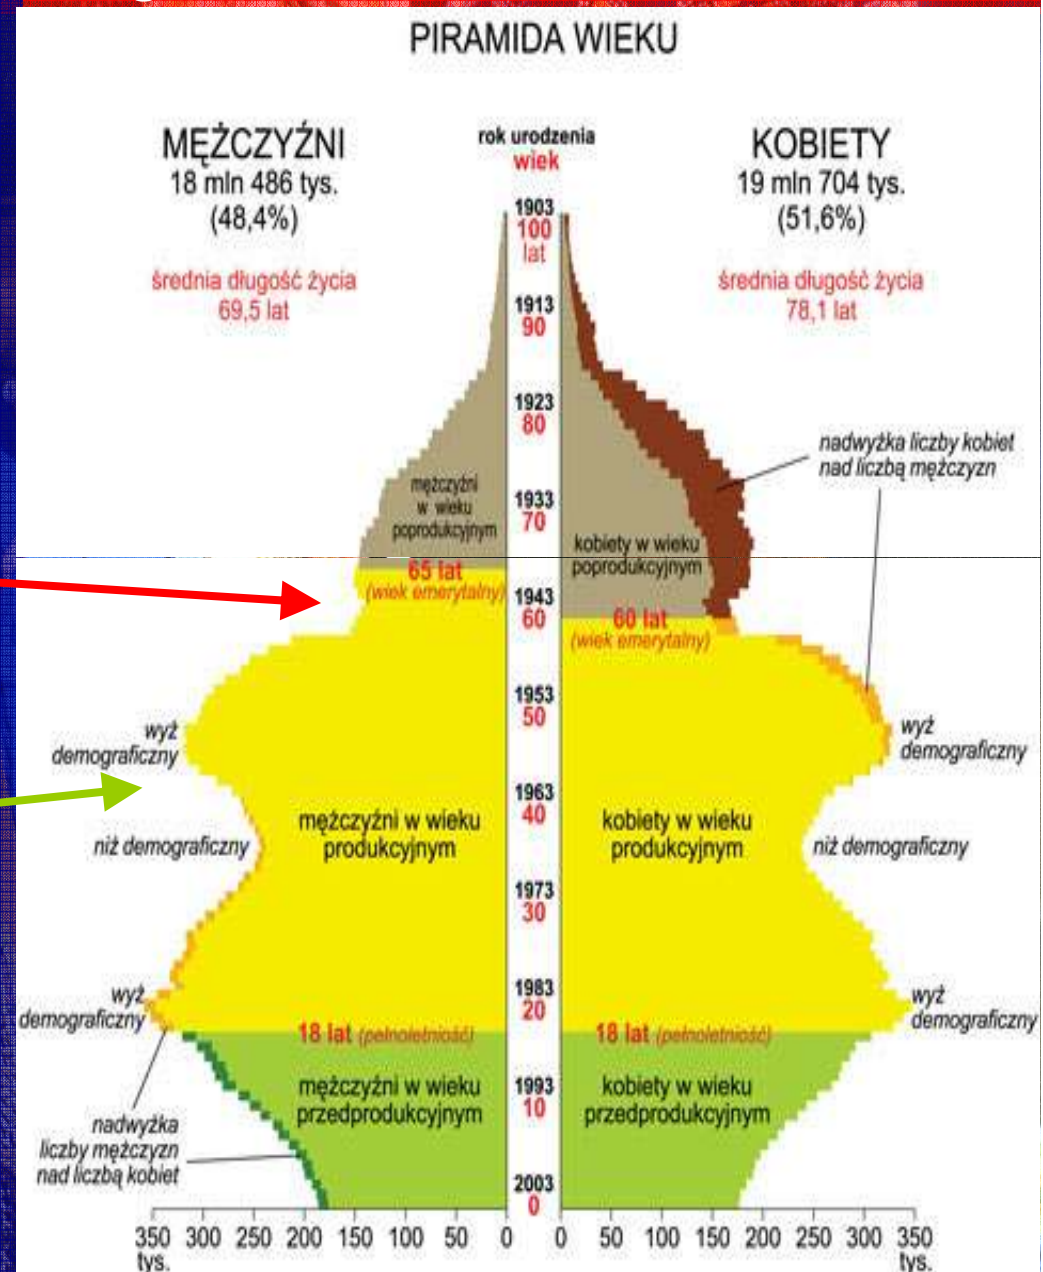 PIRAMIDA WIEKU
MĘŻCZYŹNI
18 mln 486 tys.
(48,4%)
średnia długość życia
69,5 lat
rok urodzenia
wiek
KOBIETY
19 mln 704 tys.
(51,6%)
średnia długość życia
78,1 lat
1903
100
lat
1913
90
1923
80
1933
70
1943
60
1953
50
1963
40
1973
30
1983
20
1993
10
2003
0
nadwyżka liczby kobiet
nad liczbą mężczyzn
mężczyźni
w wieku
poprodukcyjnym
kobiety w wieku
poprodukcyjnym
65 lat
(wiek emerytalny)
60 lat
(wiek emerytalny)
wyż
demograficzny
wyż
demograficzny
mężczyźni w wieku
produkcyjnym
kobiety w wieku
produkcyjnym
niż demograficzny
niż demograficzny
wyż
demograficzny
wyż
demograficzny
18 lat (pełnoletniość)
18 lat (pełnoletniość)
mężczyźni w wieku
przedprodukcyjnym
kobiety w wieku
przedprodukcyjnym
nadwyżka
liczby mężczyzn
nad liczbą kobiet
350 300 250 200 150 100 50 0
tys.
0 50 100 150 200 250 300 350
tys.